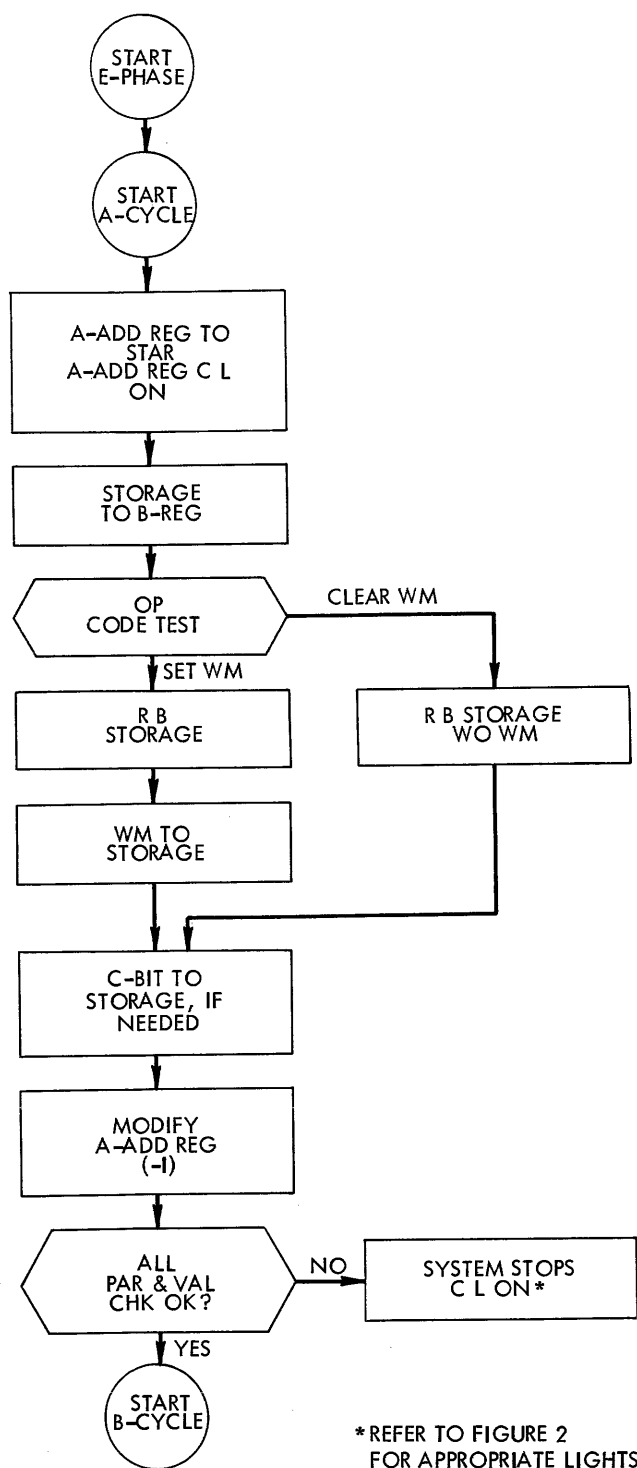 START
E-PHASE
START
A-CYCLE
A-ADD REG TO
STAR
A-ADD REG C L
ON
STORAGE
TO B-REG
OP
CODE TEST
CLEAR WM
SET WM
R B
STORAGE
R B STORAGE
WO WM
WM TO
STORAGE
C-BIT TO
STORAGE, IF
NEEDED
MODIFY
A-ADD REG
(-1)
ALL
PAR & VAL
CHK OK?
NO
SYSTEM STOPS
C L ON*
YES
START
B-CYCLE
*REFER TO FIGURE 2
FOR APPROPRIATE LIGHTS